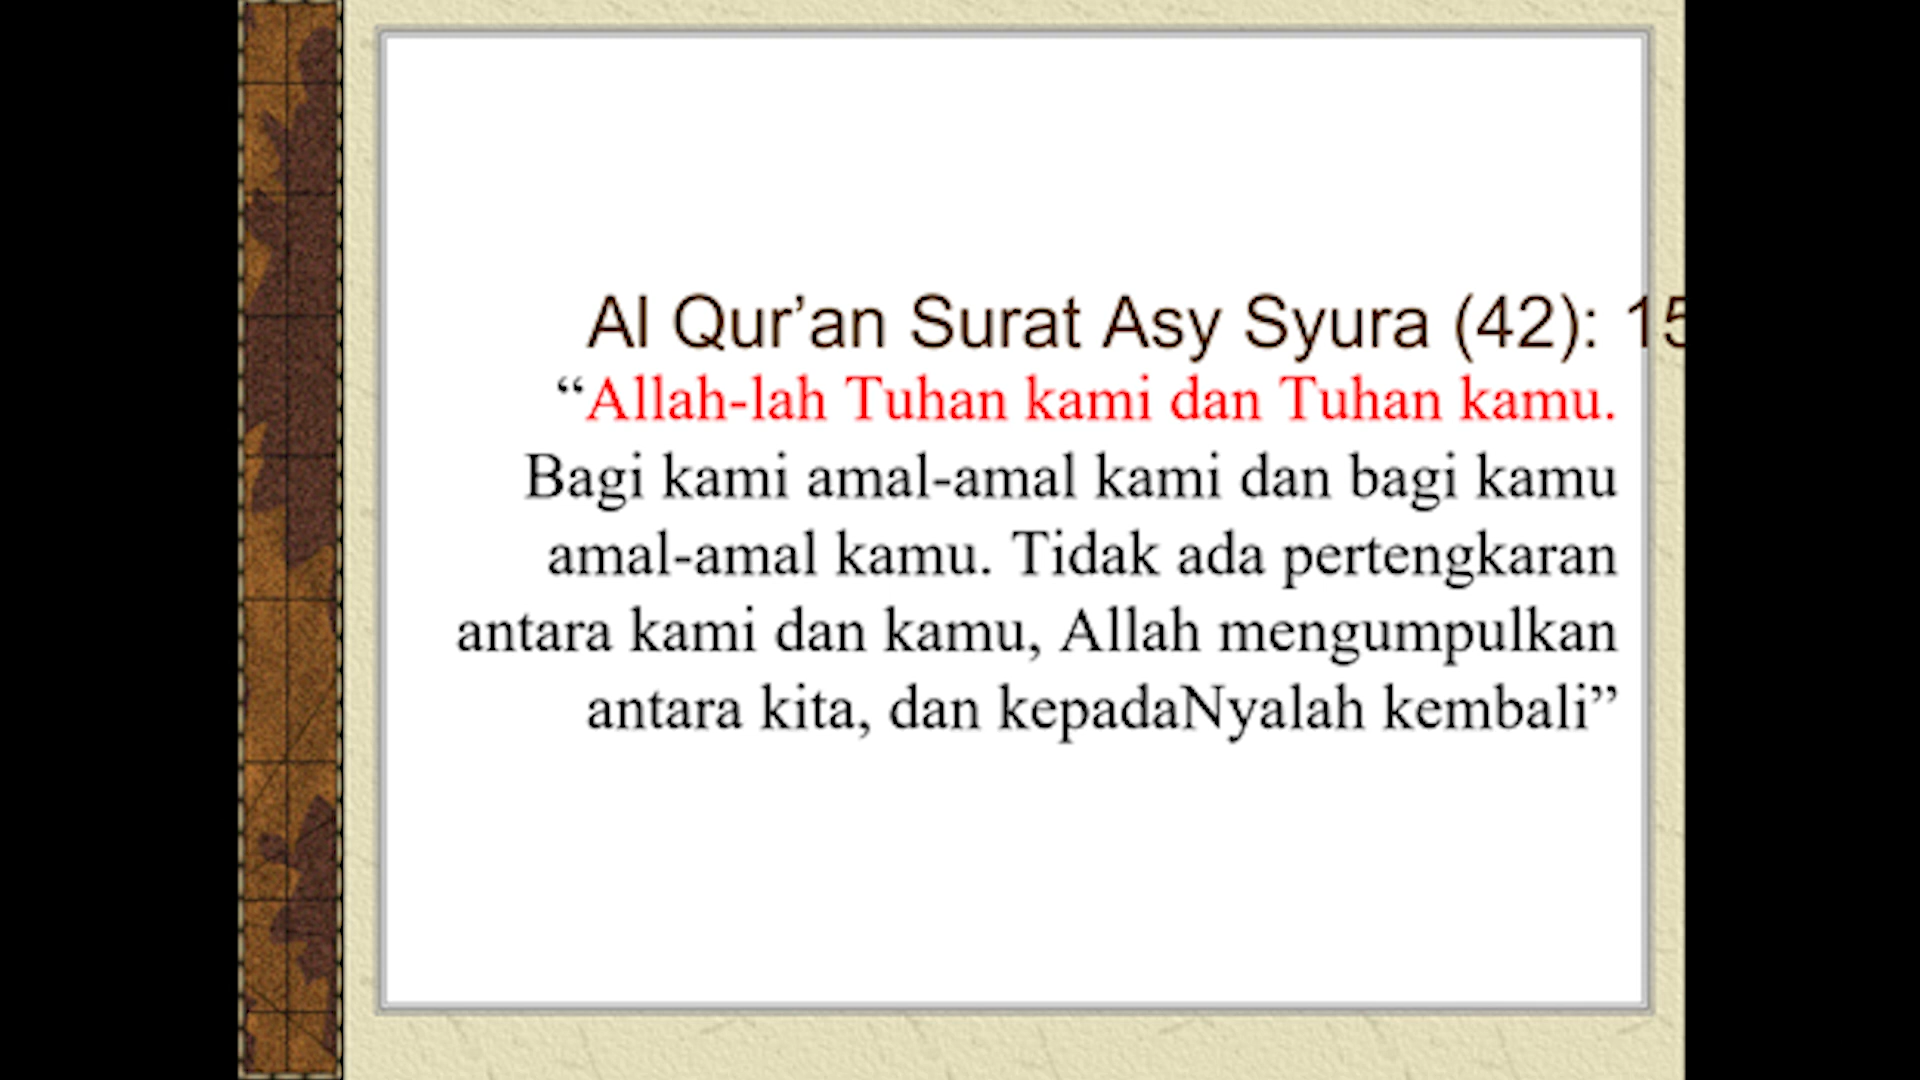 Al Qur’an Surat Asy Syura (42): 15
“Allah-lah Tuhan kami dan Tuhan kamu.
Bagi kami amal-amal kami dan bagi kamu
amal-amal kamu. Tidak ada pertengkaran
antara kami dan kamu, Allah mengumpulkan
antara kita, dan kepadaNyalah kembali”